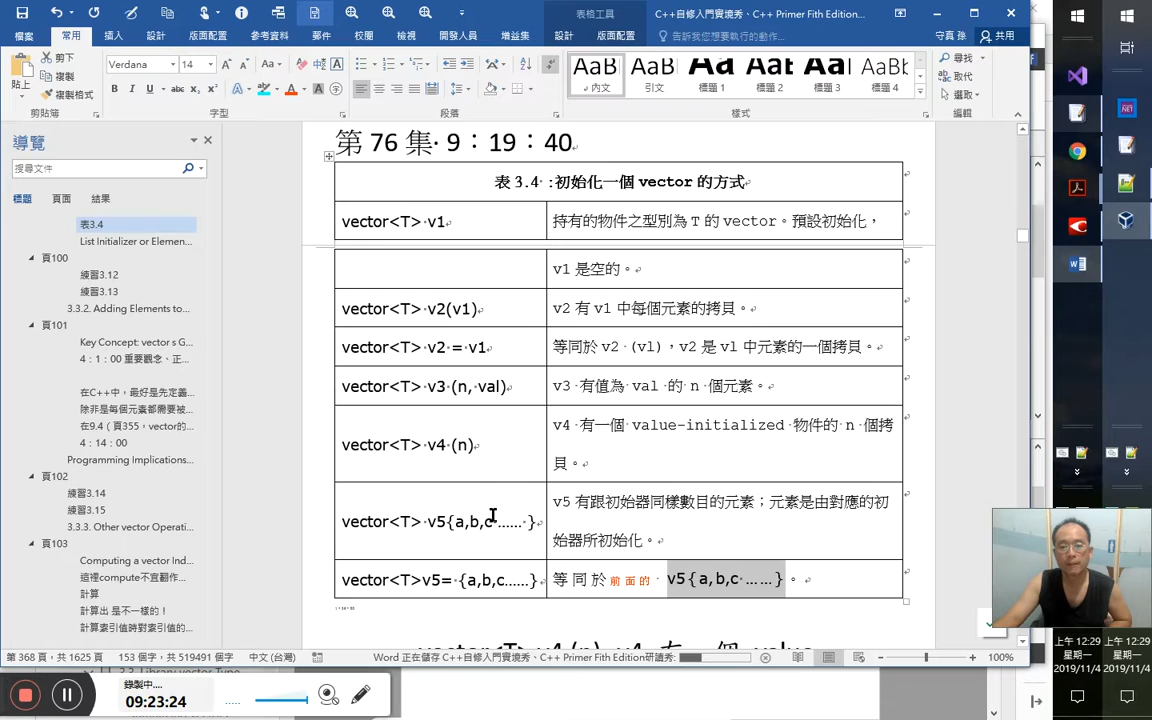 C++自修入門實境秀、C++ Primer Fith Edition...
表格工具
檔案 常用 插入 設計 版面配置 參考資料 郵件 校閱 檢視 開發人員 增益集 設計 版面配置
告訴我您想要執行的動作...
守真 孫 共用
貼上
剪下
複製
複製格式
剪貼簿
Verdana 14
字型
段落
AaB AaBb Aa AaB AaB AaBb
內文 引文 標題 1 標題 2 標題 3 標題 4
樣式
尋找
取代
選取
編輯
導覽
搜尋文件
標題 頁面 結果
表3.4
List Initializer or Elemen...
頁100
練習3.12
練習3.13
3.3.2. Adding Elements to...
頁101
Key Concept: vector s G
4：1：00 重要觀念、正...
在C++中，最好是先定義...
除非是每個元素都需要被...
在9.4（頁355，vector的...
4：14：00
Programming Implications...
頁102
練習3.14
練習3.15
3.3.3. Other vector Operati...
頁103
Computing a vector Ind...
這裡compute不宜翻作...
計算
計算出 是不一樣的！
計算索引值時對索引值的...
第 76 集· 9：19：40
表 3.4· :初始化一個 vector 的方式
vector<T>·v1
持有的物件之型別為 T 的 vector。預設初始化，
v1 是空的。
vector<T>·v2(v1)
v2 有 v1 中每個元素的拷貝。
vector<T>·v2·=·v1
等同於 v2·(vl)，v2 是 vl 中元素的一個拷貝。
vector<T>·v3·(n,·val)
v3·有值為·val·的·n·個元素。
vector<T>·v4·(n)
v4·有一個·value-initialized·物件的·n·個拷
貝。
vector<T>·v5{a,b,c·......·}
v5 有跟初始器同樣數目的元素；元素是由對應的初
始器所初始化。
vector<T>v5=·{a,b,c......}
等同於前面的·v5{a,b,c·……}。
第 368 頁，共 1625 頁 153 個字，共 519491 個字 中文 (台灣)
Word 正在儲存 C++自修入門實境秀、C++ Primer Fith Edition研讀秀:
100%
錄製中...
09:23:24
上午 12:29
星期一
2019/11/4
上午 12:29
星期一
2019/11/4